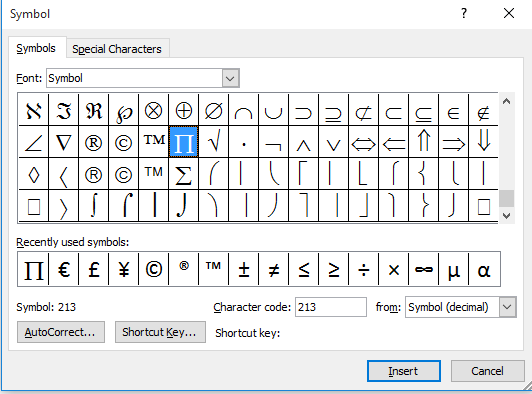 Symbol
Symbols Special Characters
Font: Symbol
ℵ ℑ ℜ ℘ ⊗ ⊕ ∅ ∩ ∪ ⊃ ⊇ ⊄ ⊂ ⊆ ∈ ∉
∠ ∇ ® © ™ ∏ √ ⋅ ¬ ∧ ∨ ⇔ ⇐ ⇑ ⇒ ⇓
◊ 〈 ® © ™ ∑ ⎛ ⎜ ⎝ ⎡ ⎢ ⎣ ⎧ ⎨ ⎩ ⎪
□ 〉 ∫ ⌠ ⎮ ⌡ ⎞ ⎟ ⎠ ⎤ ⎥ ⎦ ⎫ ⎬ ⎭ □
Recently used symbols:
∏ € £ ¥ © ® ™ ± ≠ ≤ ≥ ÷ × ∞ µ α
Symbol: 213 Character code: 213 from: Symbol (decimal)
AutoCorrect... Shortcut Key... Shortcut key:
Insert Cancel